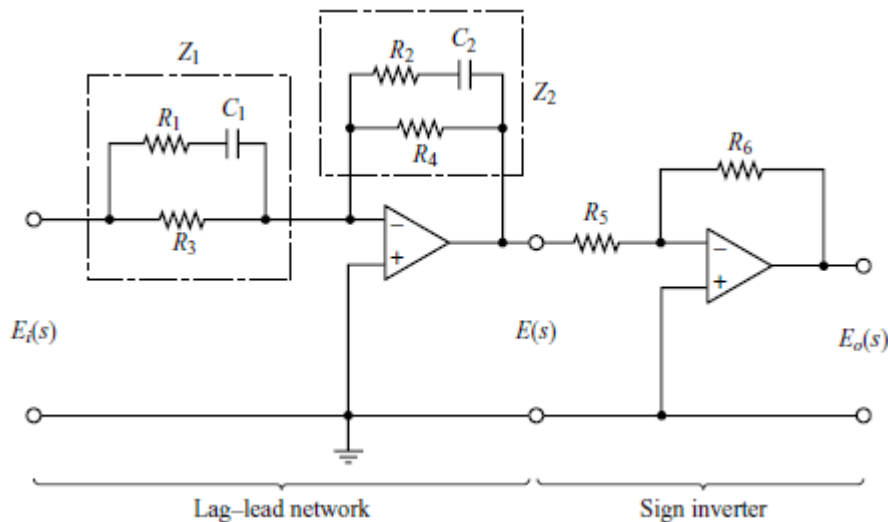 Z1
R1
C1
R3
R2
C2
Z2
R4
−
+
R5
R6
−
+
Ei(s)
E(s)
Eo(s)
Lag–lead network
Sign inverter